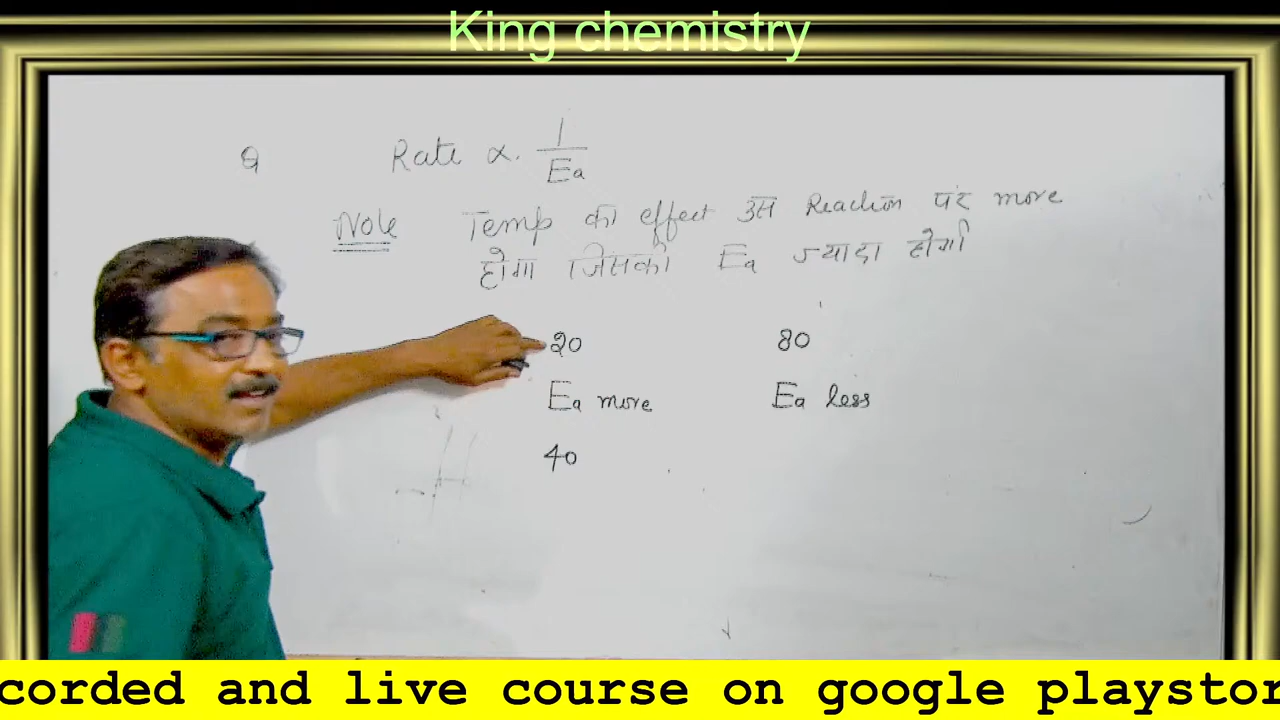 King chemistry
Q Rate α. 1/Ea
Note Temp का effect उस Reaction पर more
होगा जिसकी Ea ज्यादा होगी
20 80
Ea more Ea less
40
corded and live course on google playstor